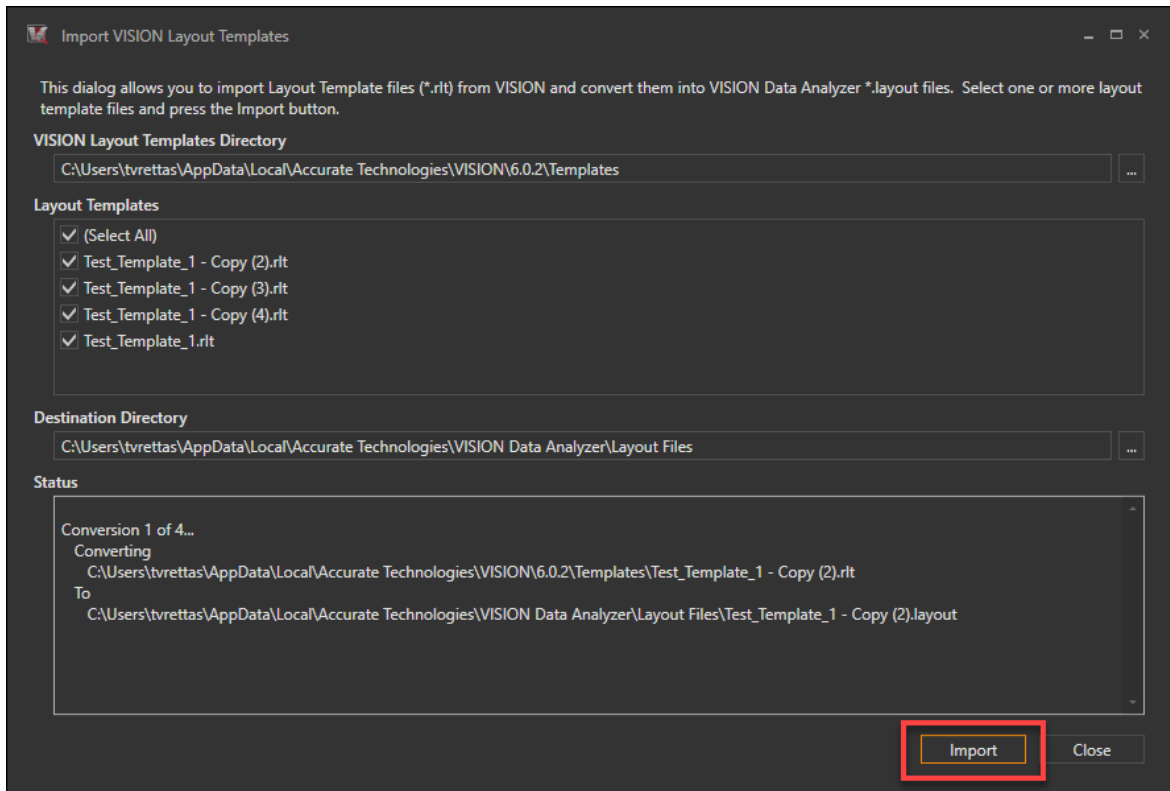 Import VISION Layout Templates
This dialog allows you to import Layout Template files (*.rlt) from VISION and convert them into VISION Data Analyzer *.layout files.  Select one or more layout
template files and press the Import button.
VISION Layout Templates Directory
C:\Users\tvrettas\AppData\Local\Accurate Technologies\VISION\6.0.2\Templates
...
Layout Templates
(Select All)
Test_Template_1 - Copy (2).rlt
Test_Template_1 - Copy (3).rlt
Test_Template_1 - Copy (4).rlt
Test_Template_1.rlt
Destination Directory
C:\Users\tvrettas\AppData\Local\Accurate Technologies\VISION Data Analyzer\Layout Files
...
Status
Conversion 1 of 4...
Converting
C:\Users\tvrettas\AppData\Local\Accurate Technologies\VISION\6.0.2\Templates\Test_Template_1 - Copy (2).rlt
To
C:\Users\tvrettas\AppData\Local\Accurate Technologies\VISION Data Analyzer\Layout Files\Test_Template_1 - Copy (2).layout
Import
Close